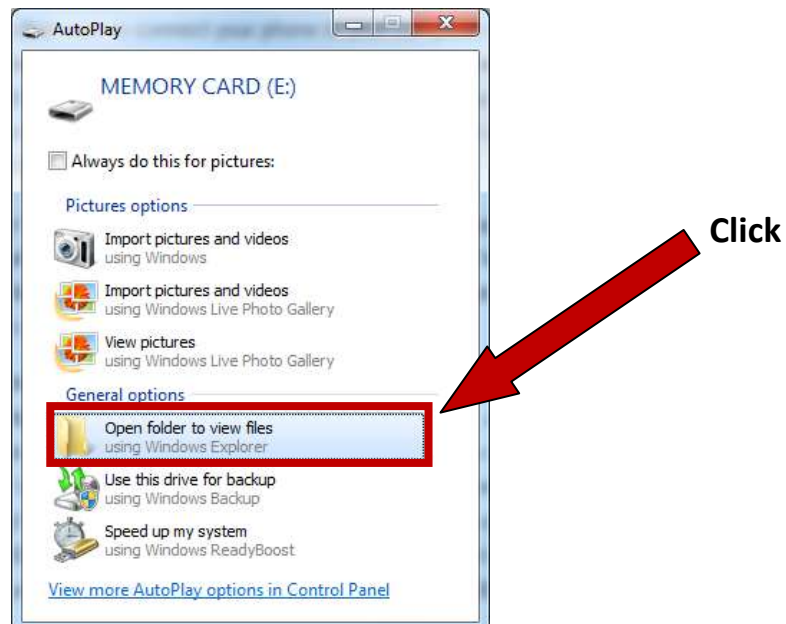 AutoPlay
MEMORY CARD (E:)
Always do this for pictures:
Pictures options
Import pictures and videos
using Windows
Import pictures and videos
using Windows Live Photo Gallery
View pictures
using Windows Live Photo Gallery
General options
Open folder to view files
using Windows Explorer
Use this drive for backup
using Windows Backup
Speed up my system
using Windows ReadyBoost
View more AutoPlay options in Control Panel
Click